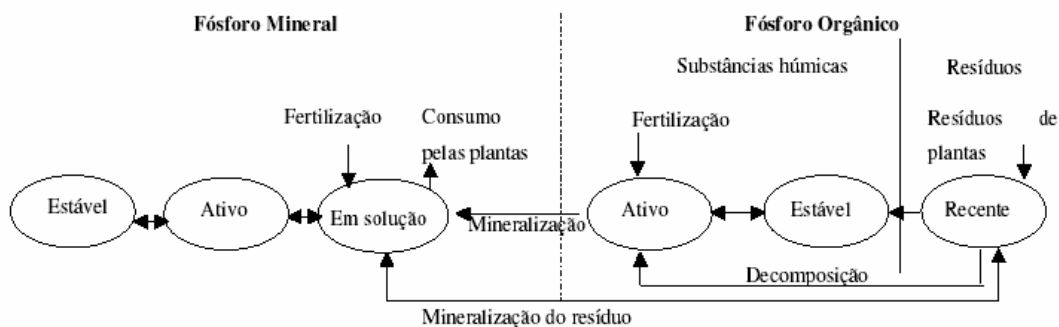 Fósforo Mineral
Fósforo Orgânico
Substâncias húmicas
Resíduos
Fertilização
Consumo
pelas plantas
Fertilização
Resíduos de
plantas
Estável
Ativo
Em solução
Mineralização
Ativo
Estável
Recente
Decomposição
Mineralização do resíduo